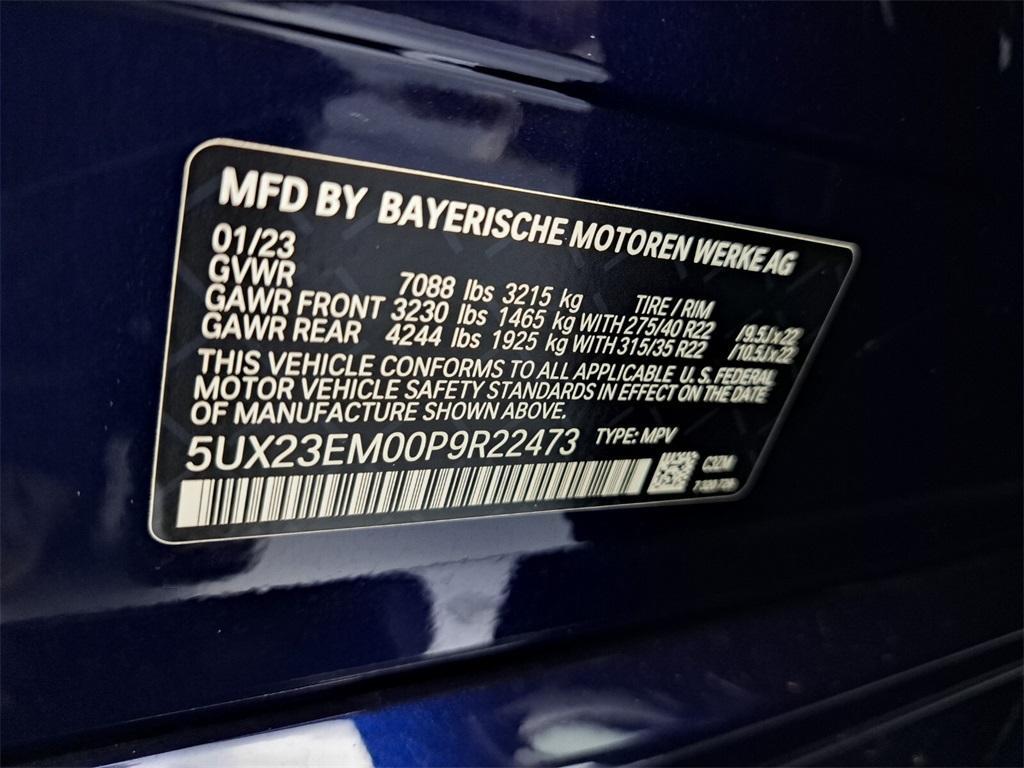 MFD BY BAYERISCHE MOTOREN WERKE AG
01/23
GVWR 7088 lbs 3215 kg TIRE / RIM
GAWR FRONT 3230 lbs 1465 kg WITH 275/40 R22 /9.5Jx22
GAWR REAR 4244 lbs 1925 kg WITH 315/35 R22 /10.5Jx22
THIS VEHICLE CONFORMS TO ALL APPLICABLE U.S. FEDERAL
MOTOR VEHICLE SAFETY STANDARDS IN EFFECT ON THE DATE
OF MANUFACTURE SHOWN ABOVE.
5UX23EM00P9R22473 TYPE: MPV